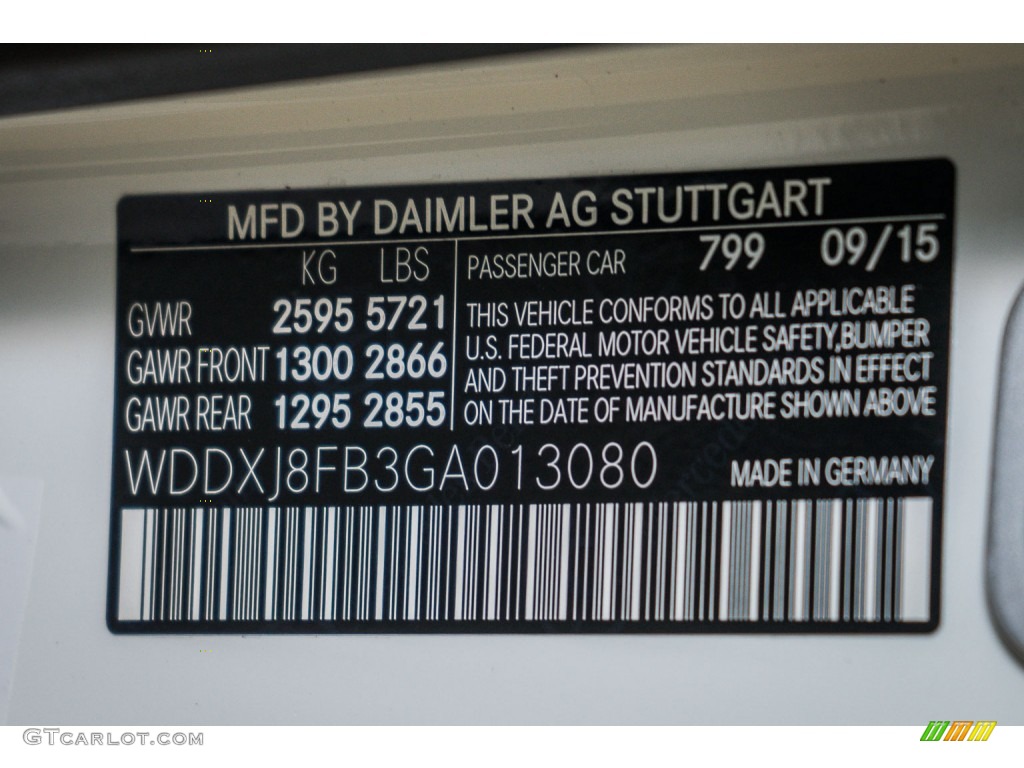 MFD BY DAIMLER AG STUTTGART
KG LBS
GVWR 2595 5721
GAWR FRONT 1300 2866
GAWR REAR 1295 2855
PASSENGER CAR 799 09/15
THIS VEHICLE CONFORMS TO ALL APPLICABLE
U.S. FEDERAL MOTOR VEHICLE SAFETY,BUMPER
AND THEFT PREVENTION STANDARDS IN EFFECT
ON THE DATE OF MANUFACTURE SHOWN ABOVE
WDDXJ8FB3GA013080
MADE IN GERMANY
GTCARLOT.COM